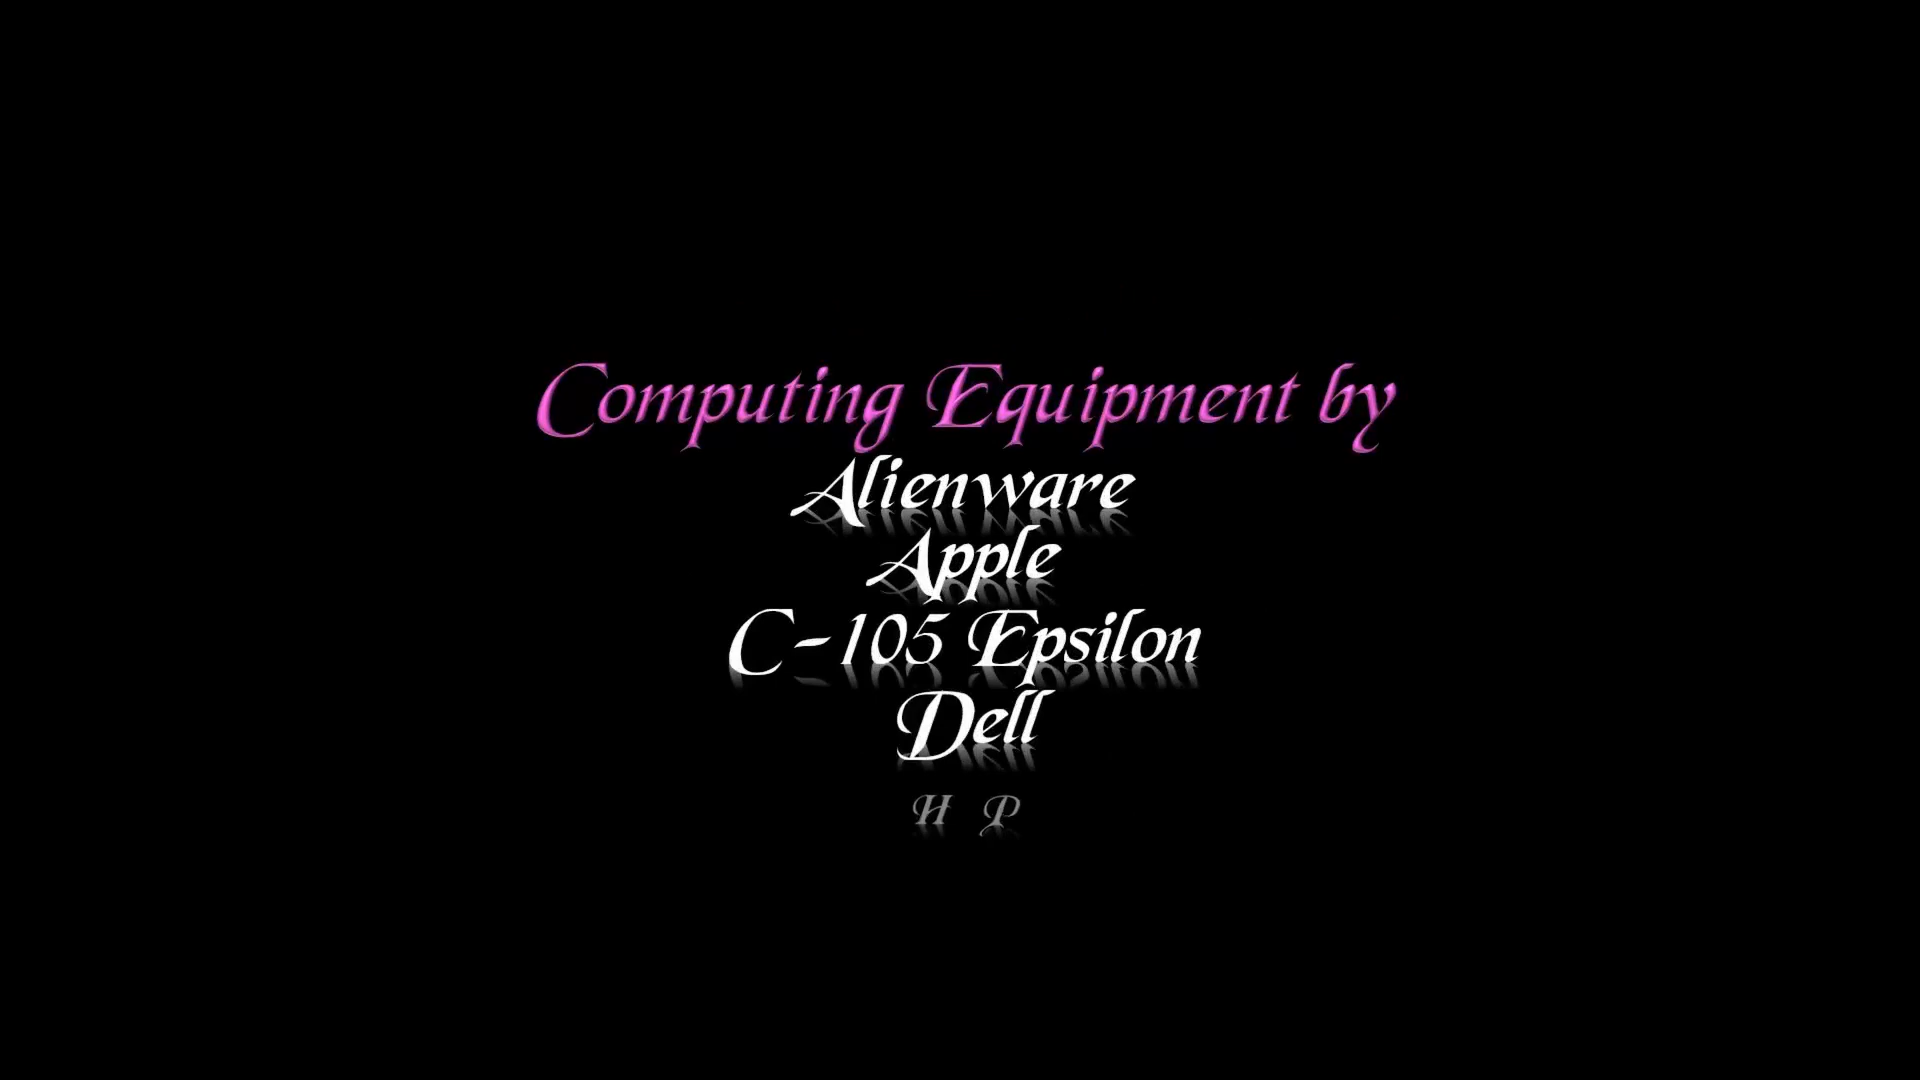 Computing Equipment by
Alienware
Apple
C-105 Epsilon
Dell
H P